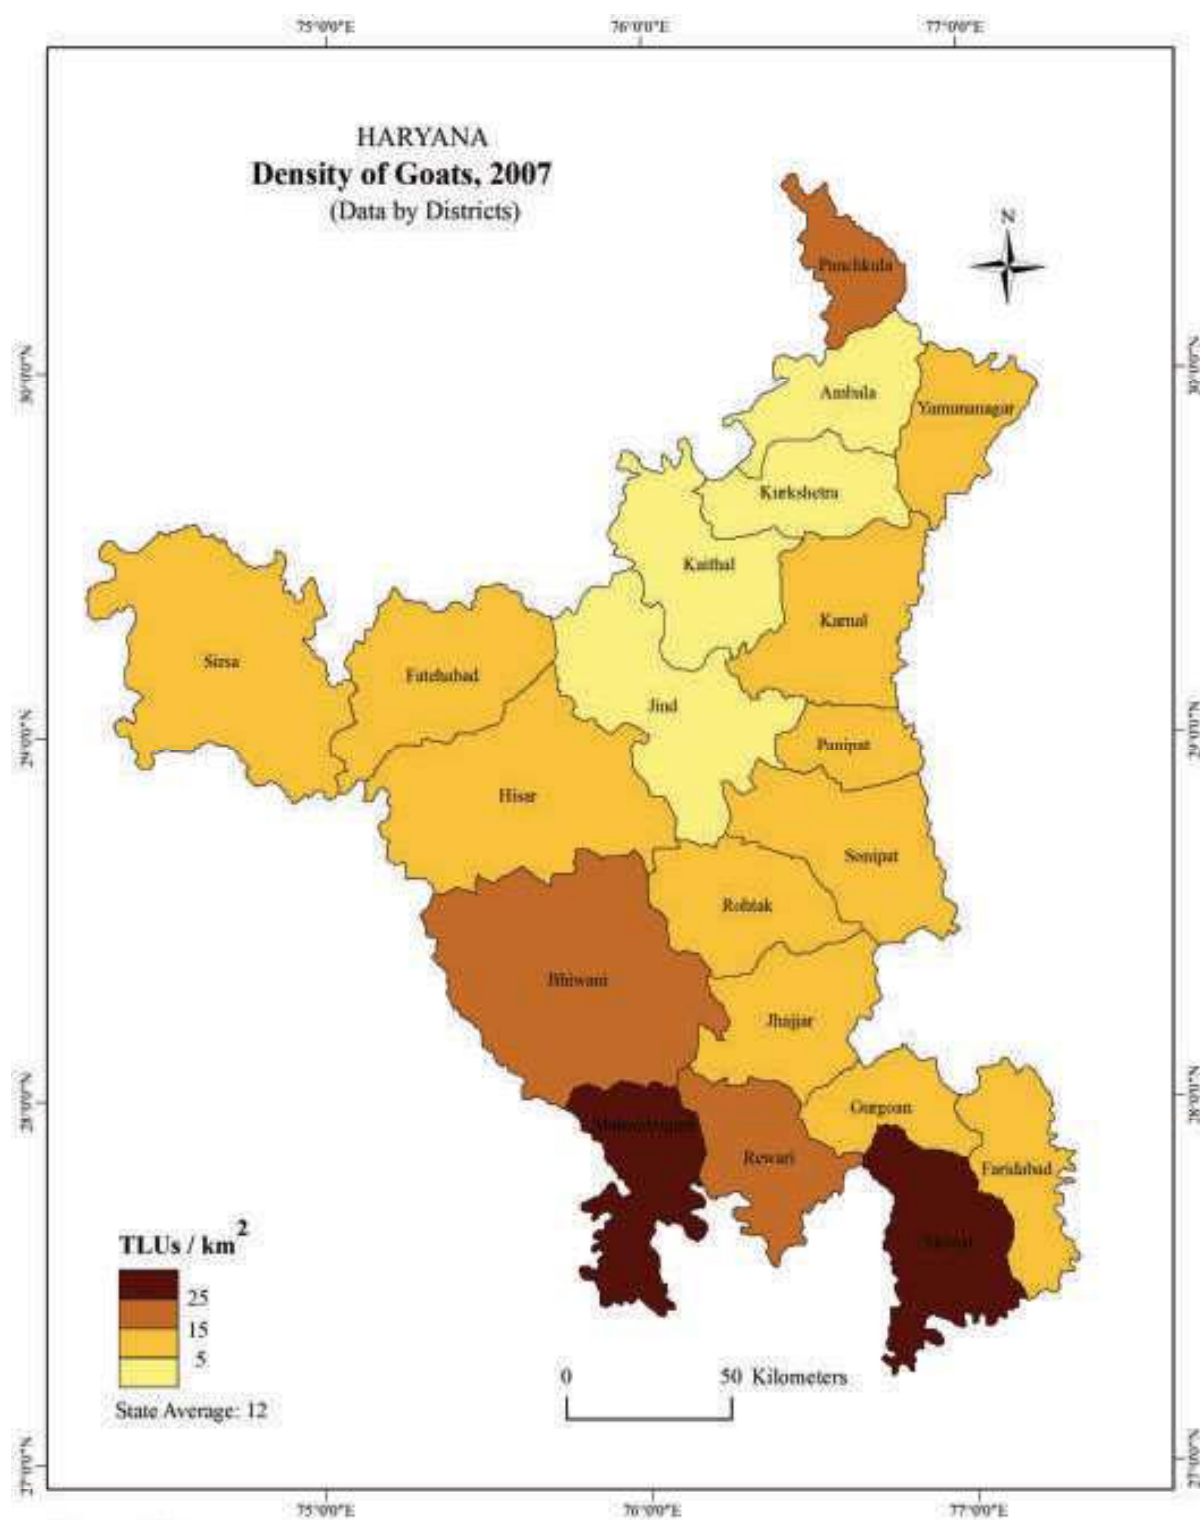 75°0'0"E 76°0'0"E 77°0'0"E
HARYANA
Density of Goats, 2007
(Data by Districts)
N
Panchkula
30°0'0"N 30°0'0"N
Ambala
Yamunanagar
Kurkshetra
Kaithal
Karnal
Sirsa
Fatehabad
Jind
29°0'0"N 29°0'0"N
Panipat
Hisar
Sonipat
Rohtak
Bhiwani
Jhajjar
28°0'0"N 28°0'0"N
Gurgoan
Rewari
Faridabad
TLUs / km2
25
15
5
State Average: 12
0 50 Kilometers
27°0'0"N 27°0'0"N
75°0'0"E 76°0'0"E 77°0'0"E